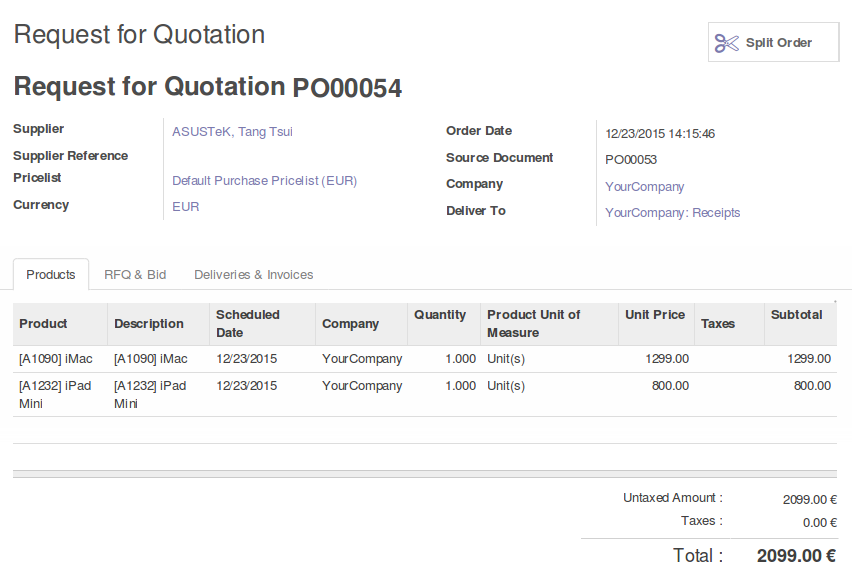 Request for Quotation
Split Order
Request for Quotation PO00054
Supplier ASUSTeK, Tang Tsui
Order Date 12/23/2015 14:15:46
Supplier Reference
Source Document PO00053
Pricelist Default Purchase Pricelist (EUR)
Company YourCompany
Currency EUR
Deliver To YourCompany: Receipts
Products RFQ & Bid Deliveries & Invoices
Product Description Scheduled Date Company Quantity Product Unit of Measure Unit Price Taxes Subtotal
[A1090] iMac [A1090] iMac 12/23/2015 YourCompany 1.000 Unit(s) 1299.00 1299.00
[A1232] iPad Mini [A1232] iPad Mini 12/23/2015 YourCompany 1.000 Unit(s) 800.00 800.00
Untaxed Amount : 2099.00 €
Taxes : 0.00 €
Total : 2099.00 €